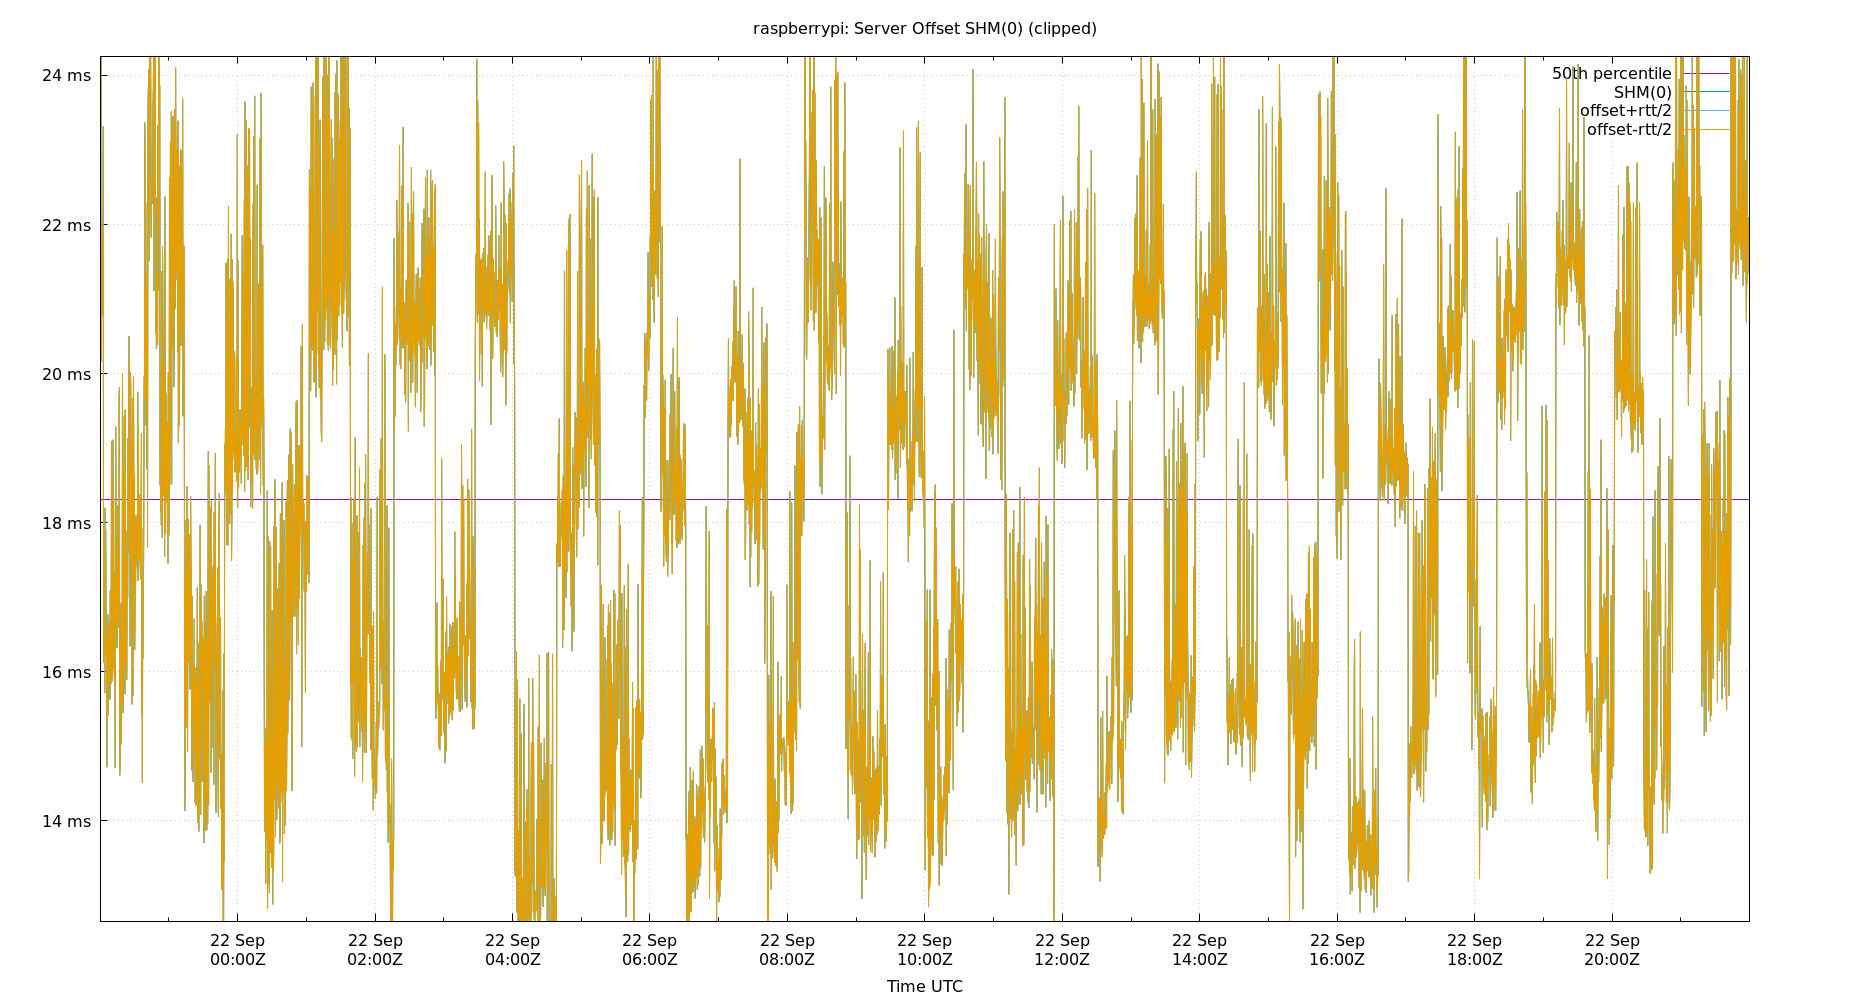 raspberrypi: Server Offset SHM(0) (clipped)
24 ms
22 ms
20 ms
18 ms
16 ms
14 ms
50th percentile
SHM(0)
offset+rtt/2
offset-rtt/2
22 Sep 22 Sep 22 Sep 22 Sep 22 Sep 22 Sep 22 Sep 22 Sep 22 Sep 22 Sep 22 Sep
00:00Z 02:00Z 04:00Z 06:00Z 08:00Z 10:00Z 12:00Z 14:00Z 16:00Z 18:00Z 20:00Z
Time UTC